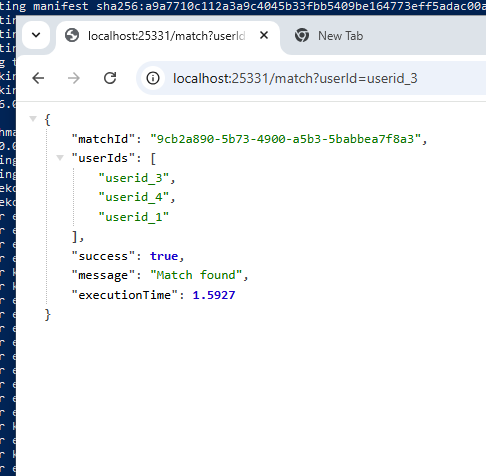 ting manifest sha256:a9a7710c112a3a9c4045b33fbb5409be164773eff5adac00a
localhost:25331/match?userId
New Tab
localhost:25331/match?userId=userid_3
{
"matchId": "9cb2a890-5b73-4900-a5b3-5babbea7f8a3",
"userIds": [
"userid_3",
"userid_4",
"userid_1"
],
"success": true,
"message": "Match found",
"executionTime": 1.5927
}